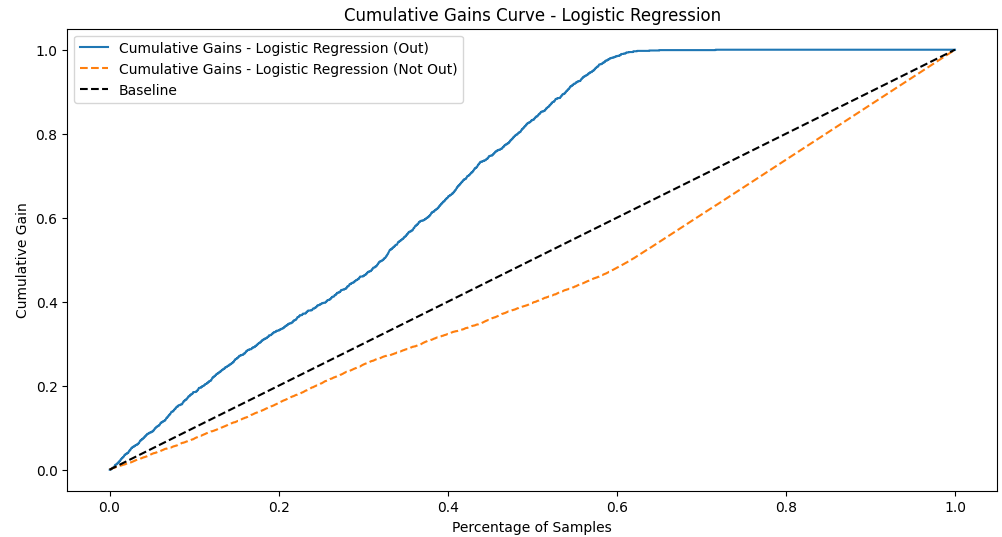 Cumulative Gains Curve - Logistic Regression
Cumulative Gains - Logistic Regression (Out)
Cumulative Gains - Logistic Regression (Not Out)
Baseline
Cumulative Gain
1.0
0.8
0.6
0.4
0.2
0.0
0.0 0.2 0.4 0.6 0.8 1.0
Percentage of Samples